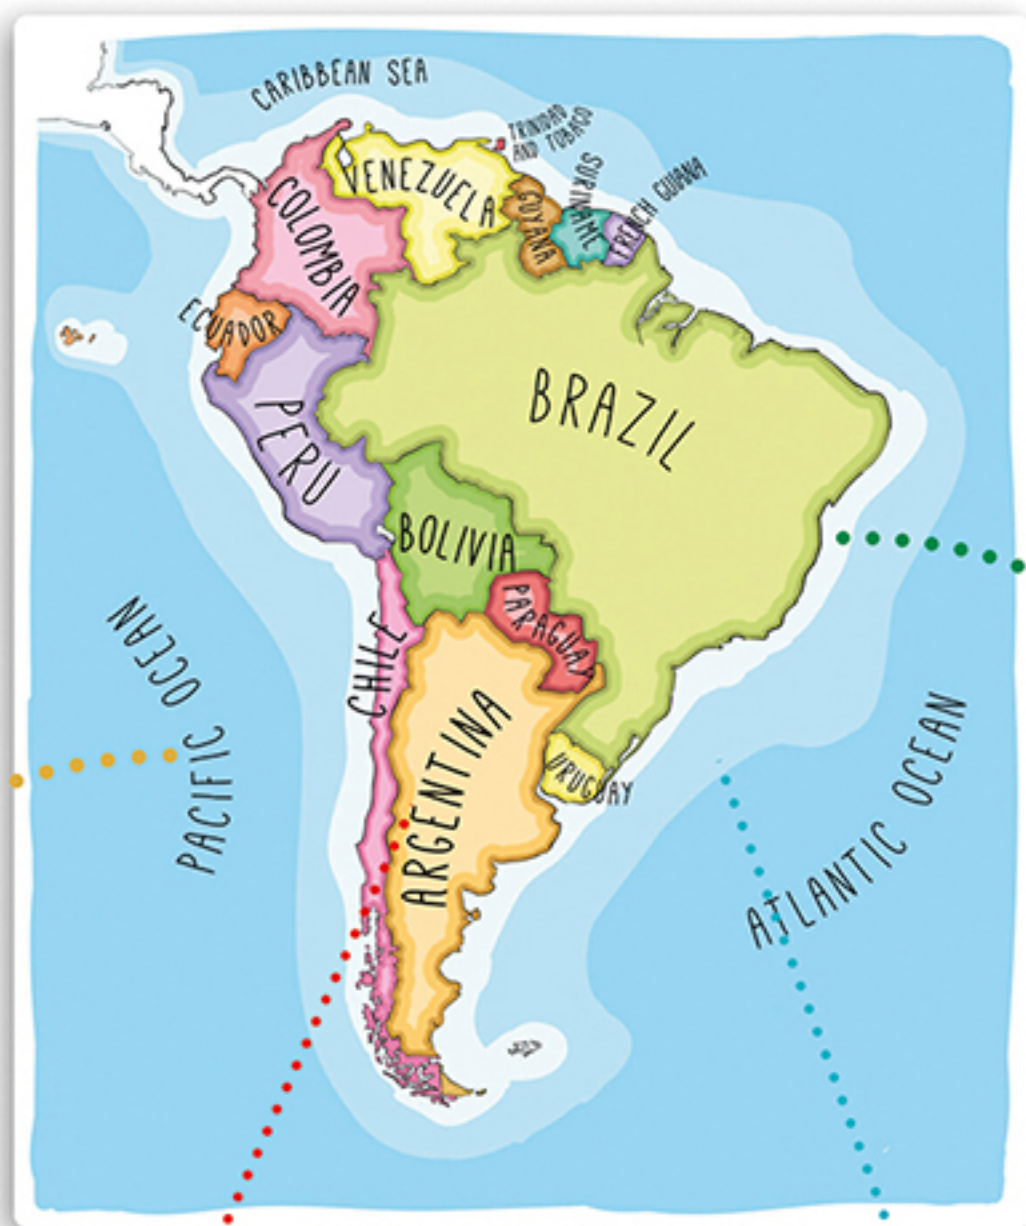 CARIBBEAN SEA
TRINIDAD
AND TOBAGO
VENEZUELA
COLOMBIA
GUYANA
SURINAME
FRENCH GUIANA
ECUADOR
BRAZIL
PERU
BOLIVIA
PARAGUAY
CHILE
PACIFIC OCEAN
ARGENTINA
URUGUAY
ATLANTIC OCEAN